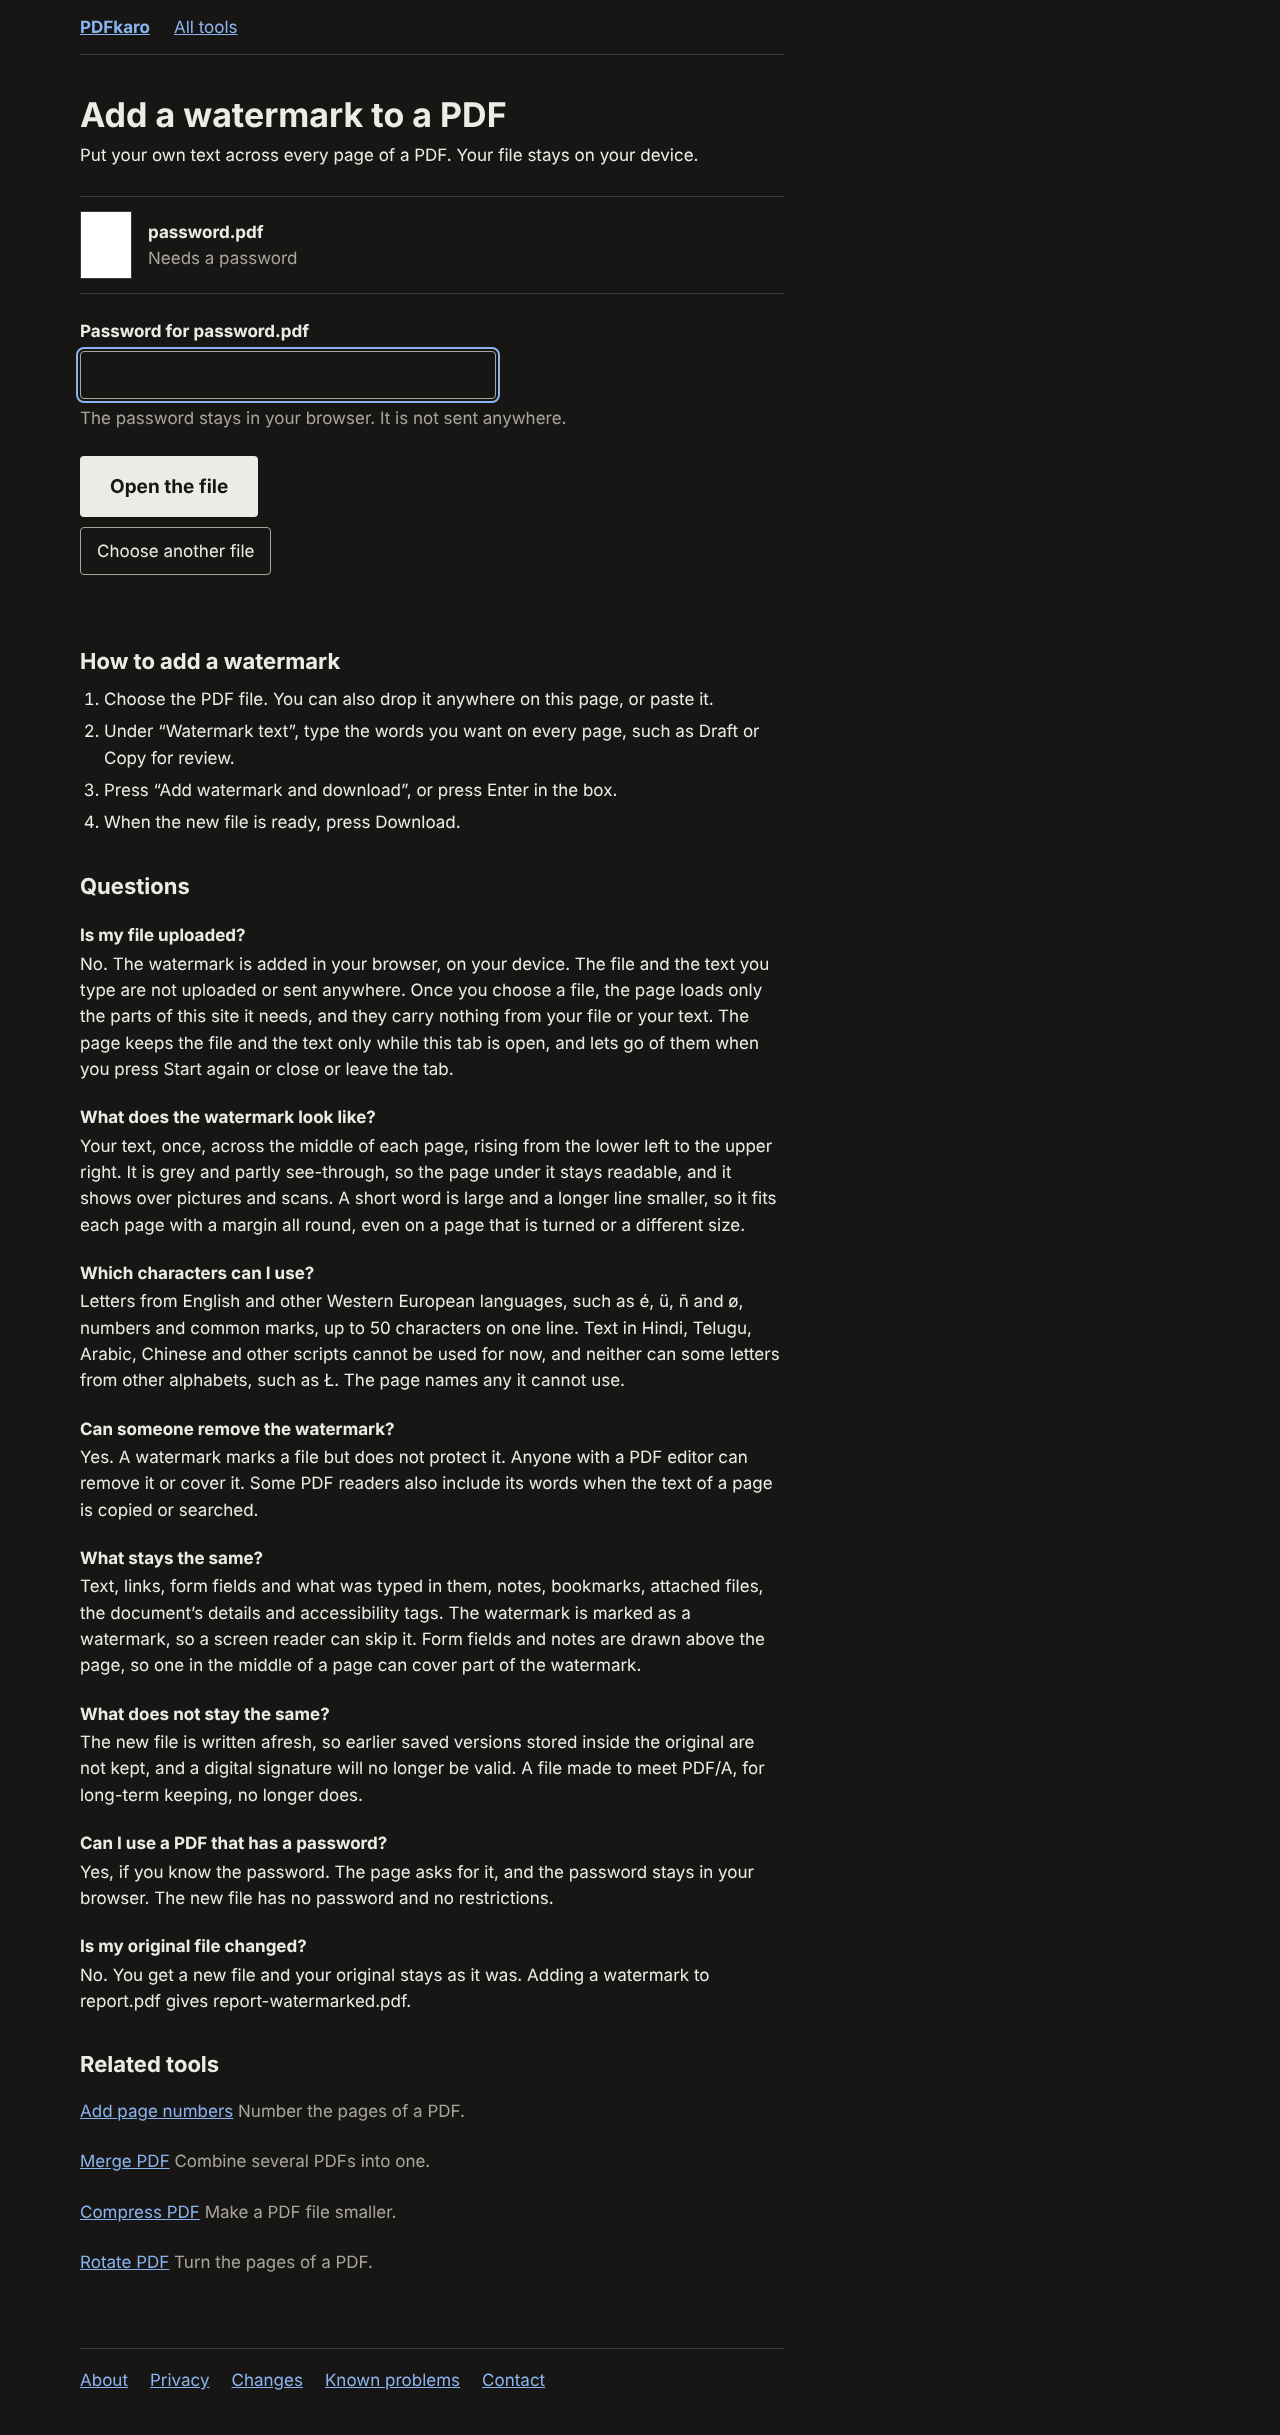 PDFkaro All tools
Add a watermark to a PDF
Put your own text across every page of a PDF. Your file stays on your device.
password.pdf
Needs a password
Password for password.pdf
The password stays in your browser. It is not sent anywhere.
Open the file
Choose another file
How to add a watermark
1. Choose the PDF file. You can also drop it anywhere on this page, or paste it.
2. Under “Watermark text”, type the words you want on every page, such as Draft or
Copy for review.
3. Press “Add watermark and download”, or press Enter in the box.
4. When the new file is ready, press Download.
Questions
Is my file uploaded?
No. The watermark is added in your browser, on your device. The file and the text you
type are not uploaded or sent anywhere. Once you choose a file, the page loads only
the parts of this site it needs, and they carry nothing from your file or your text. The
page keeps the file and the text only while this tab is open, and lets go of them when
you press Start again or close or leave the tab.
What does the watermark look like?
Your text, once, across the middle of each page, rising from the lower left to the upper
right. It is grey and partly see-through, so the page under it stays readable, and it
shows over pictures and scans. A short word is large and a longer line smaller, so it fits
each page with a margin all round, even on a page that is turned or a different size.
Which characters can I use?
Letters from English and other Western European languages, such as é, ü, ñ and ø,
numbers and common marks, up to 50 characters on one line. Text in Hindi, Telugu,
Arabic, Chinese and other scripts cannot be used for now, and neither can some letters
from other alphabets, such as Ł. The page names any it cannot use.
Can someone remove the watermark?
Yes. A watermark marks a file but does not protect it. Anyone with a PDF editor can
remove it or cover it. Some PDF readers also include its words when the text of a page
is copied or searched.
What stays the same?
Text, links, form fields and what was typed in them, notes, bookmarks, attached files,
the document’s details and accessibility tags. The watermark is marked as a
watermark, so a screen reader can skip it. Form fields and notes are drawn above the
page, so one in the middle of a page can cover part of the watermark.
What does not stay the same?
The new file is written afresh, so earlier saved versions stored inside the original are
not kept, and a digital signature will no longer be valid. A file made to meet PDF/A, for
long-term keeping, no longer does.
Can I use a PDF that has a password?
Yes, if you know the password. The page asks for it, and the password stays in your
browser. The new file has no password and no restrictions.
Is my original file changed?
No. You get a new file and your original stays as it was. Adding a watermark to
report.pdf gives report-watermarked.pdf.
Related tools
Add page numbers Number the pages of a PDF.
Merge PDF Combine several PDFs into one.
Compress PDF Make a PDF file smaller.
Rotate PDF Turn the pages of a PDF.
About Privacy Changes Known problems Contact